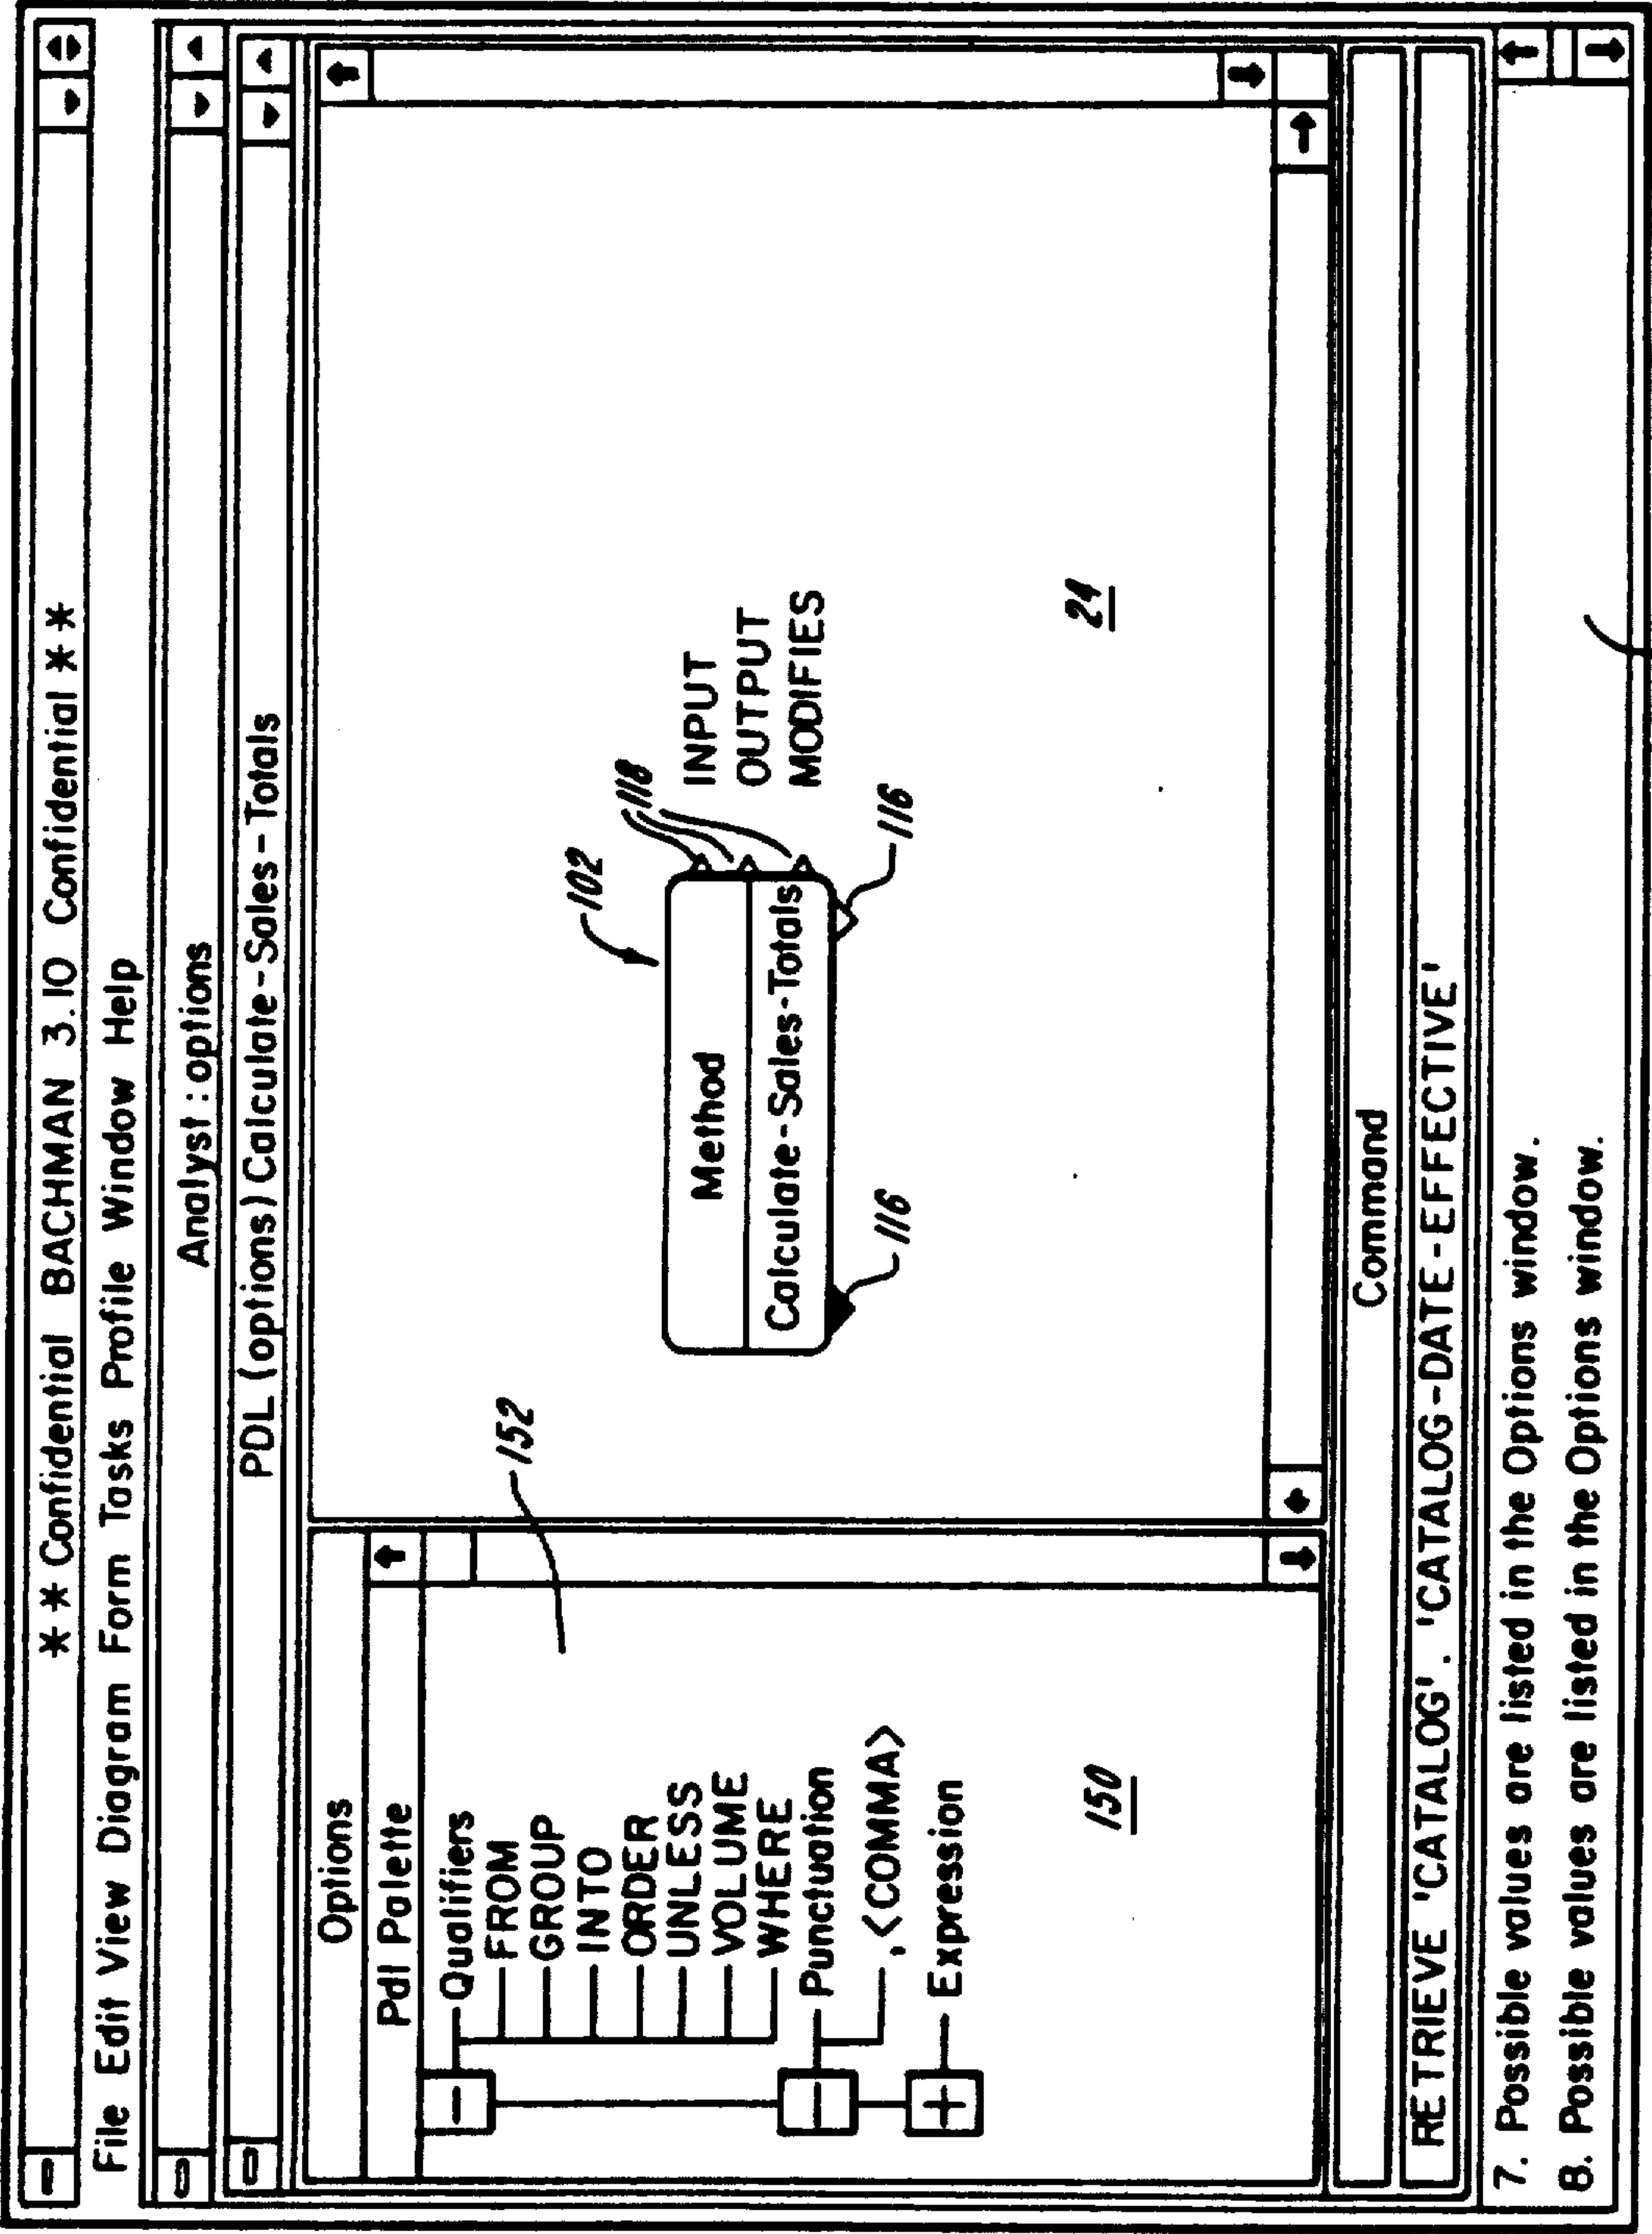 * * Confidential BACHMAN 3.10 Confidential * *
File Edit View Diagram Form Tasks Profile Window Help
Analyst : options
PDL (options) Calculate-Sales-Totals
Options
Pdl Palette
Qualifiers
FROM
GROUP
INTO
ORDER
UNLESS
VOLUME
WHERE
Punctuation
,<COMMA>
Expression
150
152
102
118
Method
Calculate-Sales-Totals
INPUT
OUTPUT
MODIFIES
116
116
24
Command
RETRIEVE 'CATALOG'. 'CATALOG-DATE-EFFECTIVE'
7. Possible values are listed in the Options window.
8. Possible values are listed in the Options window.